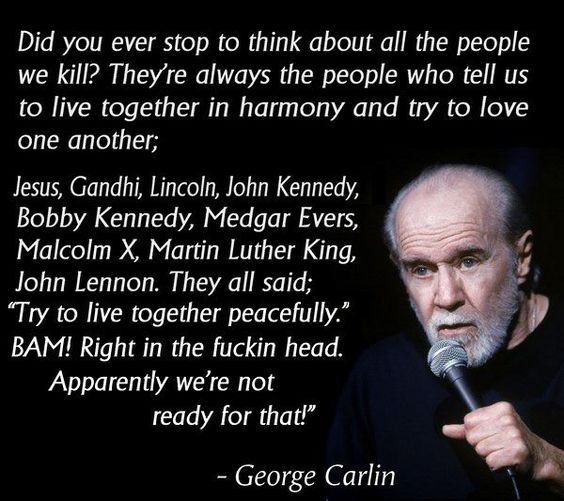 Did you ever stop to think about all the people
we kill? They're always the people who tell us
to live together in harmony and try to love
one another;
Jesus, Gandhi, Lincoln, John Kennedy,
Bobby Kennedy, Medgar Evers,
Malcolm X, Martin Luther King,
John Lennon. They all said;
“Try to live together peacefully.”
BAM! Right in the fuckin head.
Apparently we're not
ready for that!”
- George Carlin